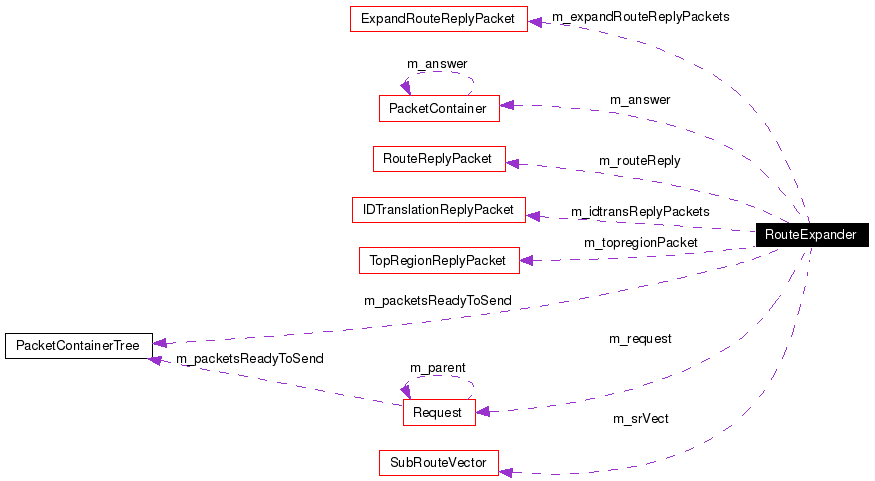 ExpandRouteReplyPacket
m_expandRouteReplyPackets
m_answer
PacketContainer
m_answer
RouteReplyPacket
m_routeReply
IDTranslationReplyPacket
m_idtransReplyPackets
RouteExpander
TopRegionReplyPacket
m_topregionPacket
m_packetsReadyToSend
PacketContainerTree
m_packetsReadyToSend
m_request
m_parent
Request
m_srVect
SubRouteVector